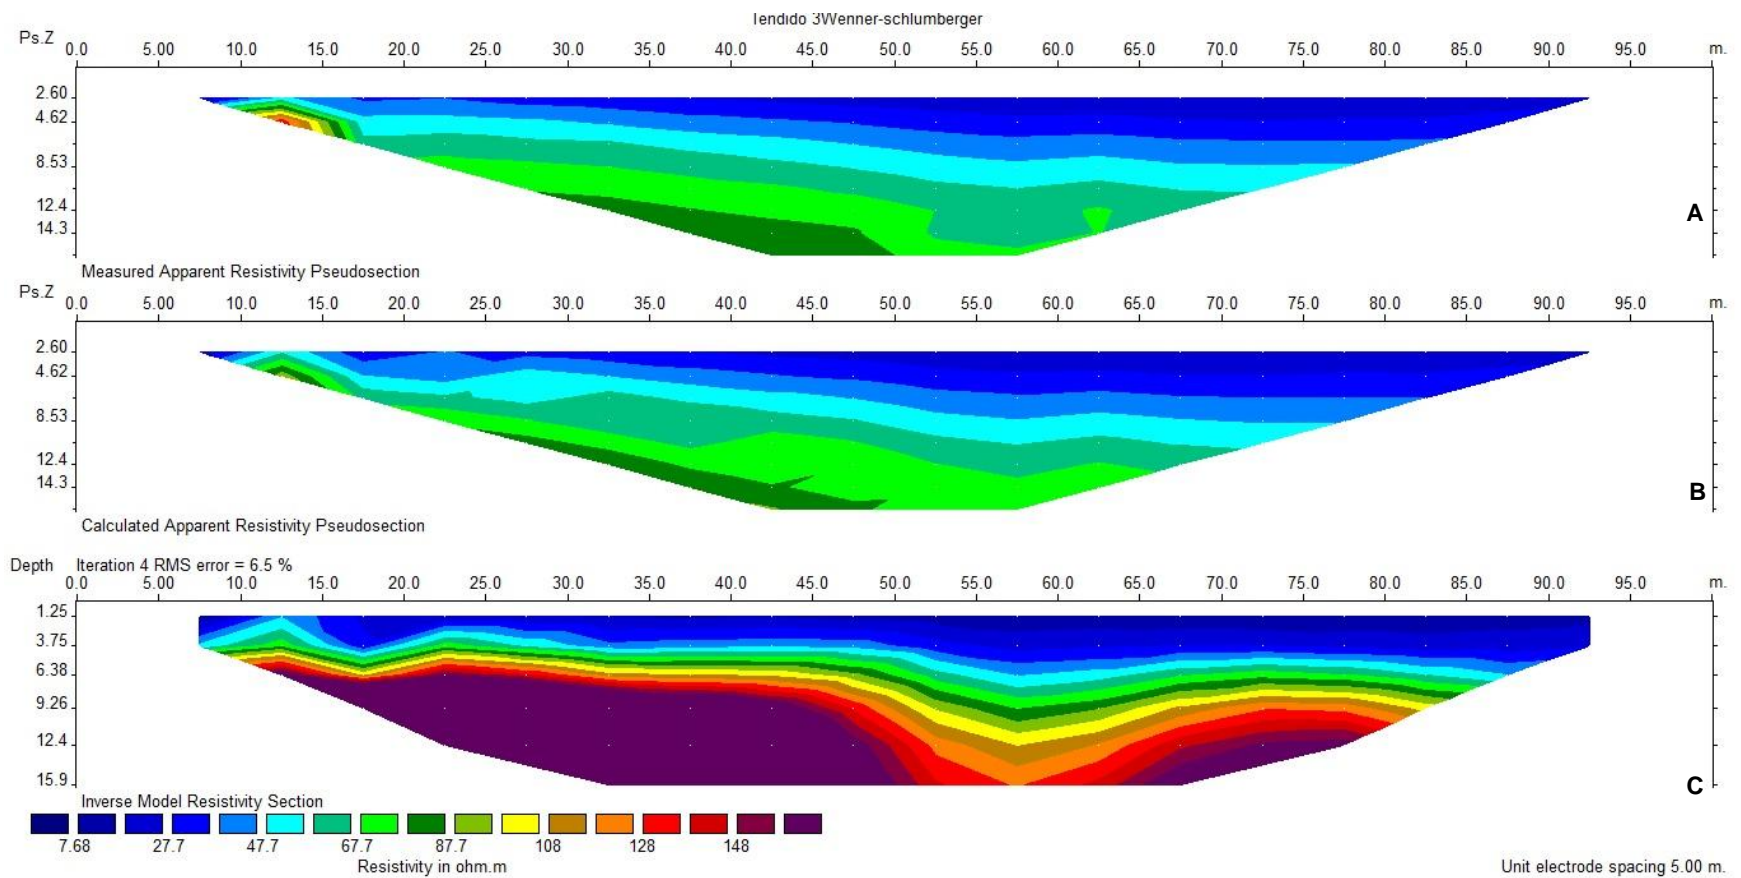 Tendido 3Wenner-schlumberger
Ps.Z 0.0 5.00 10.0 15.0 20.0 25.0 30.0 35.0 40.0 45.0 50.0 55.0 60.0 65.0 70.0 75.0 80.0 85.0 90.0 95.0 m.
2.60
4.62
8.53
12.4
A
14.3
Measured Apparent Resistivity Pseudosection
Ps.Z 0.0 5.00 10.0 15.0 20.0 25.0 30.0 35.0 40.0 45.0 50.0 55.0 60.0 65.0 70.0 75.0 80.0 85.0 90.0 95.0 m.
2.60
4.62
8.53
12.4
14.3
B
Calculated Apparent Resistivity Pseudosection
Depth Iteration 4 RMS error = 6.5 %
0.0 5.00 10.0 15.0 20.0 25.0 30.0 35.0 40.0 45.0 50.0 55.0 60.0 65.0 70.0 75.0 80.0 85.0 90.0 95.0 m.
1.25
3.75
6.38
9.26
12.4
15.9
C
Inverse Model Resistivity Section
7.68 27.7 47.7 67.7 87.7 108 128 148
Resistivity in ohm.m
Unit electrode spacing 5.00 m.